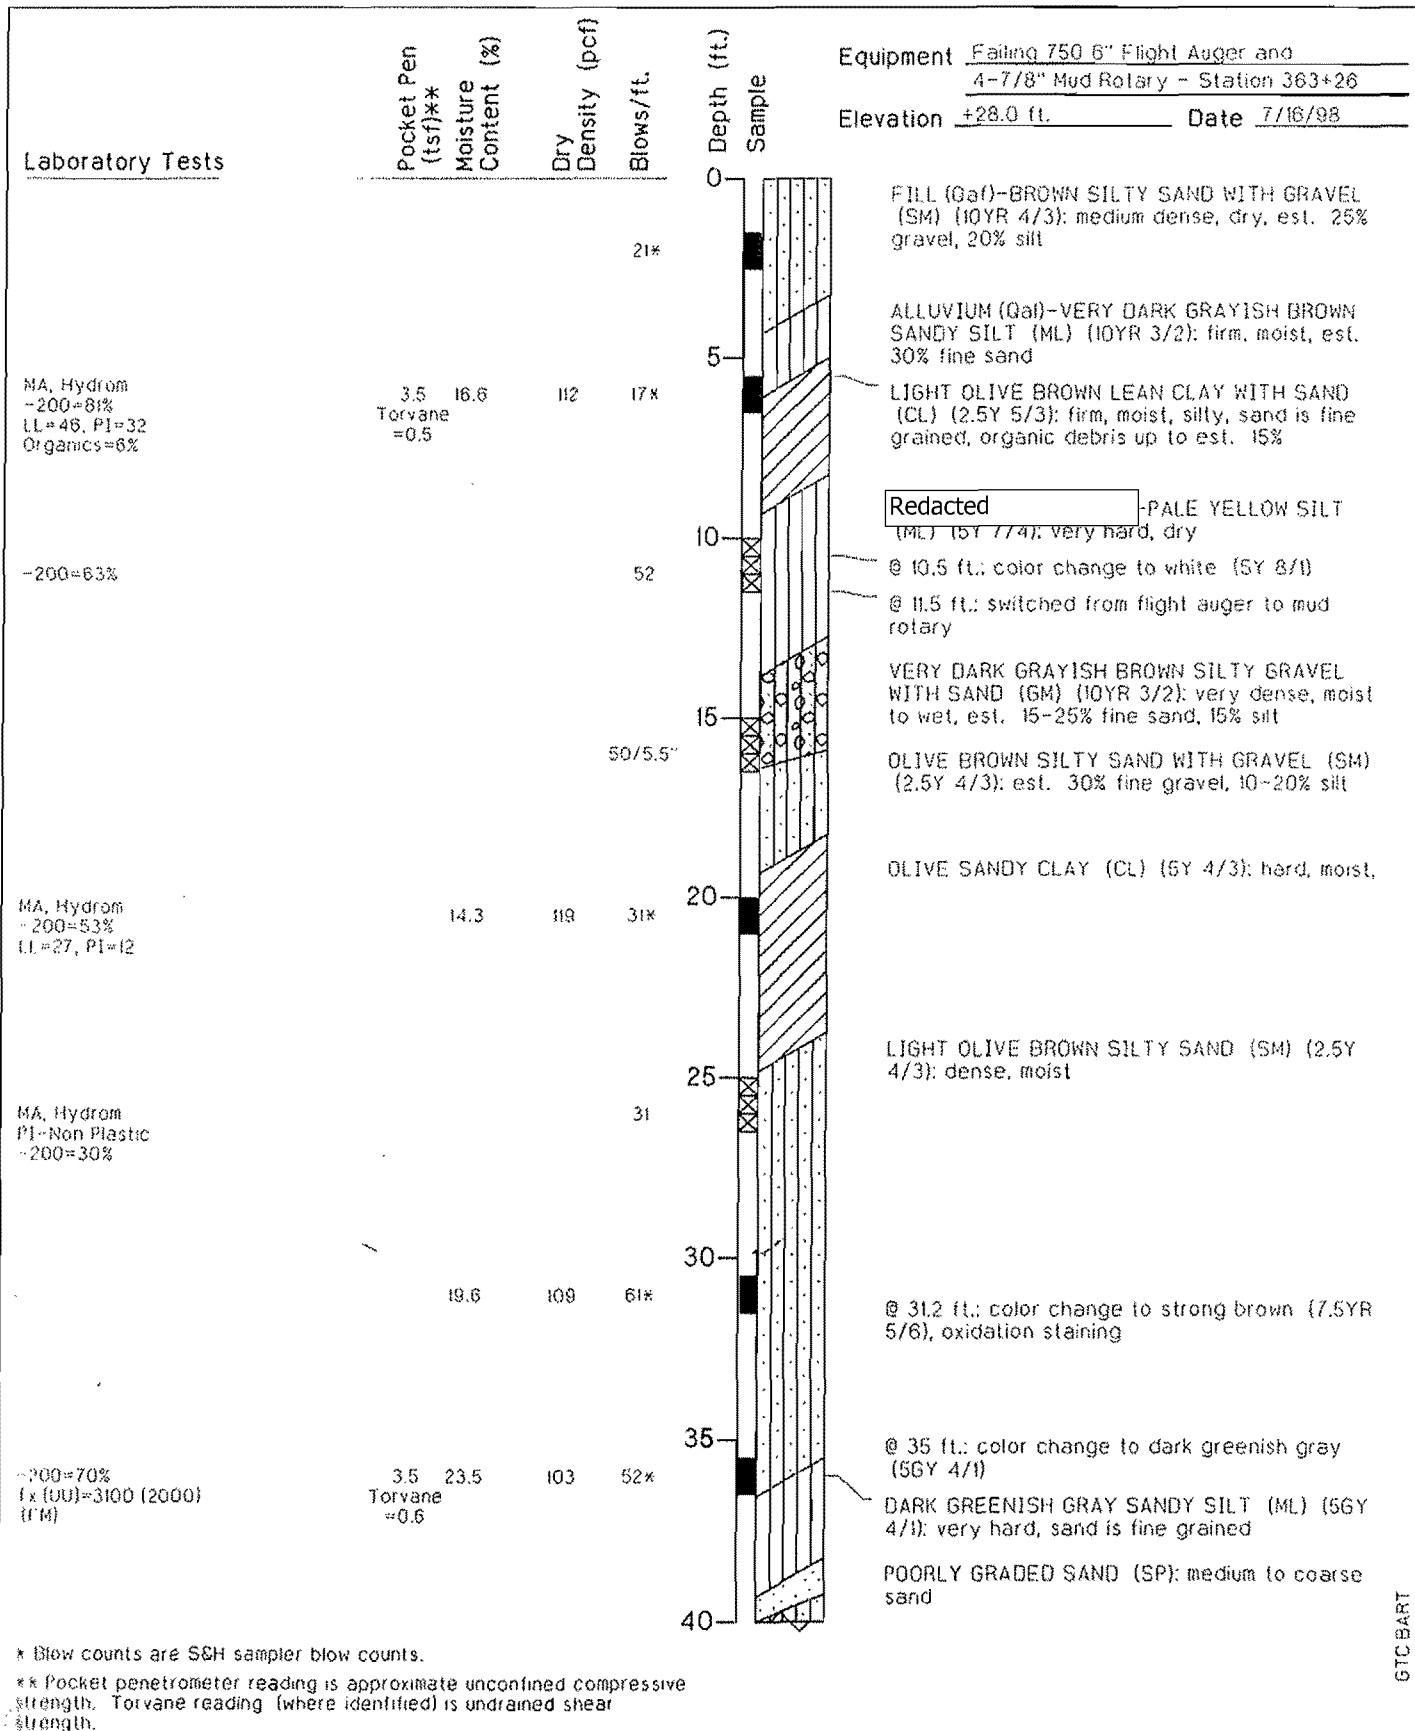 Equipment Failing 750 6" Flight Auger and
4-7/8" Mud Rotary - Station 363+26
Elevation +28.0 ft. Date 7/16/98
Laboratory Tests
Pocket Pen
(tsf)**
Moisture
Content (%)
Dry
Density (pcf)
Blows/ft.
Depth (ft.)
Sample
0
FILL (Qaf)-BROWN SILTY SAND WITH GRAVEL
(SM) (10YR 4/3): medium dense, dry, est. 25%
gravel, 20% silt
21*
ALLUVIUM (Qal)-VERY DARK GRAYISH BROWN
SANDY SILT (ML) (10YR 3/2): firm, moist, est.
30% fine sand
5
MA, Hydrom
-200=81%
LL=46, PI=32
Organics=6%
3.5 16.6 112 17*
Torvane
=0.5
LIGHT OLIVE BROWN LEAN CLAY WITH SAND
(CL) (2.5Y 5/3): firm, moist, silty, sand is fine
grained, organic debris up to est. 15%
Redacted -PALE YELLOW SILT
(ML) (5Y 7/4): very hard, dry
10
@ 10.5 ft.: color change to white (5Y 8/1)
-200=63% 52
@ 11.5 ft.: switched from flight auger to mud
rotary
VERY DARK GRAYISH BROWN SILTY GRAVEL
WITH SAND (GM) (10YR 3/2): very dense, moist
to wet, est. 15-25% fine sand, 15% silt
15
50/5.5"
OLIVE BROWN SILTY SAND WITH GRAVEL (SM)
(2.5Y 4/3): est. 30% fine gravel, 10-20% silt
OLIVE SANDY CLAY (CL) (5Y 4/3): hard, moist,
20
MA, Hydrom
-200=53%
LL=27, PI=12
14.3 119 31*
LIGHT OLIVE BROWN SILTY SAND (SM) (2.5Y
4/3): dense, moist
25
MA, Hydrom
PI-Non Plastic
-200=30%
31
30
19.6 109 61*
@ 31.2 ft.: color change to strong brown (7.5YR
5/6), oxidation staining
35
@ 35 ft.: color change to dark greenish gray
(5GY 4/1)
-200=70%
Tx (UU)=3100 (2000)
3.5 23.5 103 52*
Torvane
=0.6
DARK GREENISH GRAY SANDY SILT (ML) (5GY
4/1): very hard, sand is fine grained
POORLY GRADED SAND (SP): medium to coarse
sand
40
GTC BART
* Blow counts are S&H sampler blow counts.
** Pocket penetrometer reading is approximate unconfined compressive
strength. Torvane reading (where identified) is undrained shear
strength.